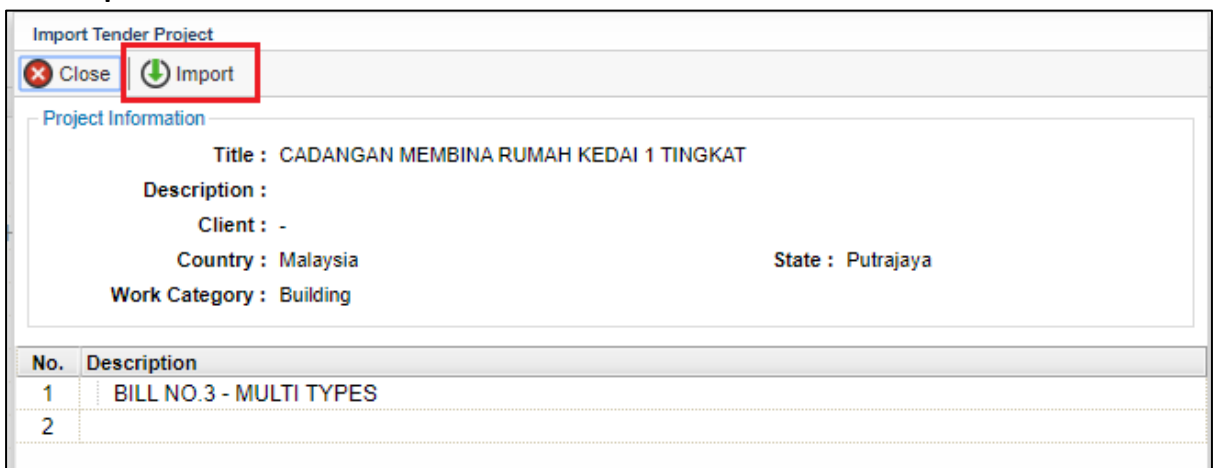 Import Tender Project
Close Import
Project Information
Title : CADANGAN MEMBINA RUMAH KEDAI 1 TINGKAT
Description :
Client : -
Country : Malaysia State : Putrajaya
Work Category : Building
No. Description
1 BILL NO.3 - MULTI TYPES
2